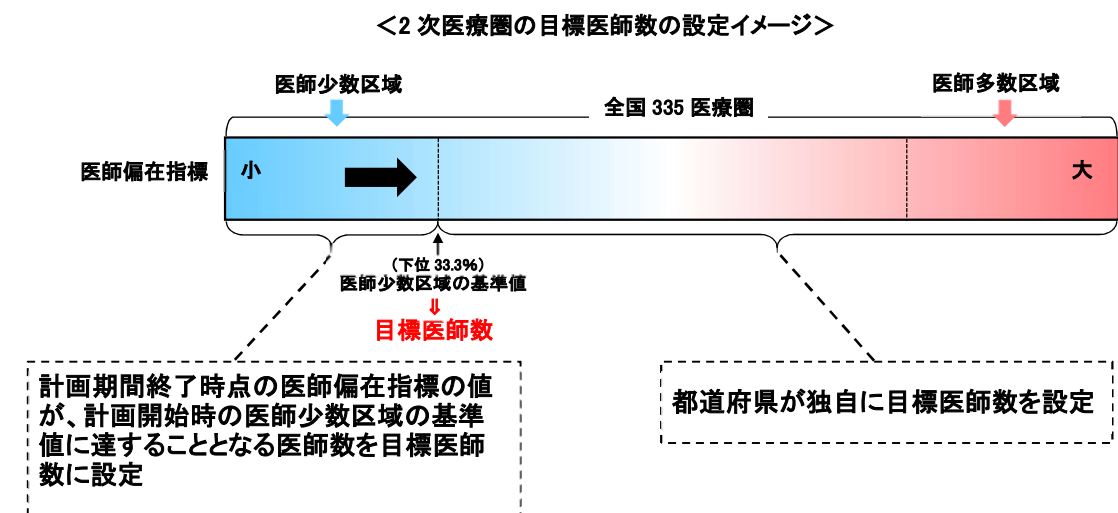 ＜2 次医療圏の目標医師数の設定イメージ＞
医師少数区域
医師多数区域
全国 335 医療圏
医師偏在指標
小
大
（下位 33.3%）
医師少数区域の基準値
⇓
目標医師数
計画期間終了時点の医師偏在指標の値
が、計画開始時の医師少数区域の基準
値に達することとなる医師数を目標医師
数に設定
都道府県が独自に目標医師数を設定